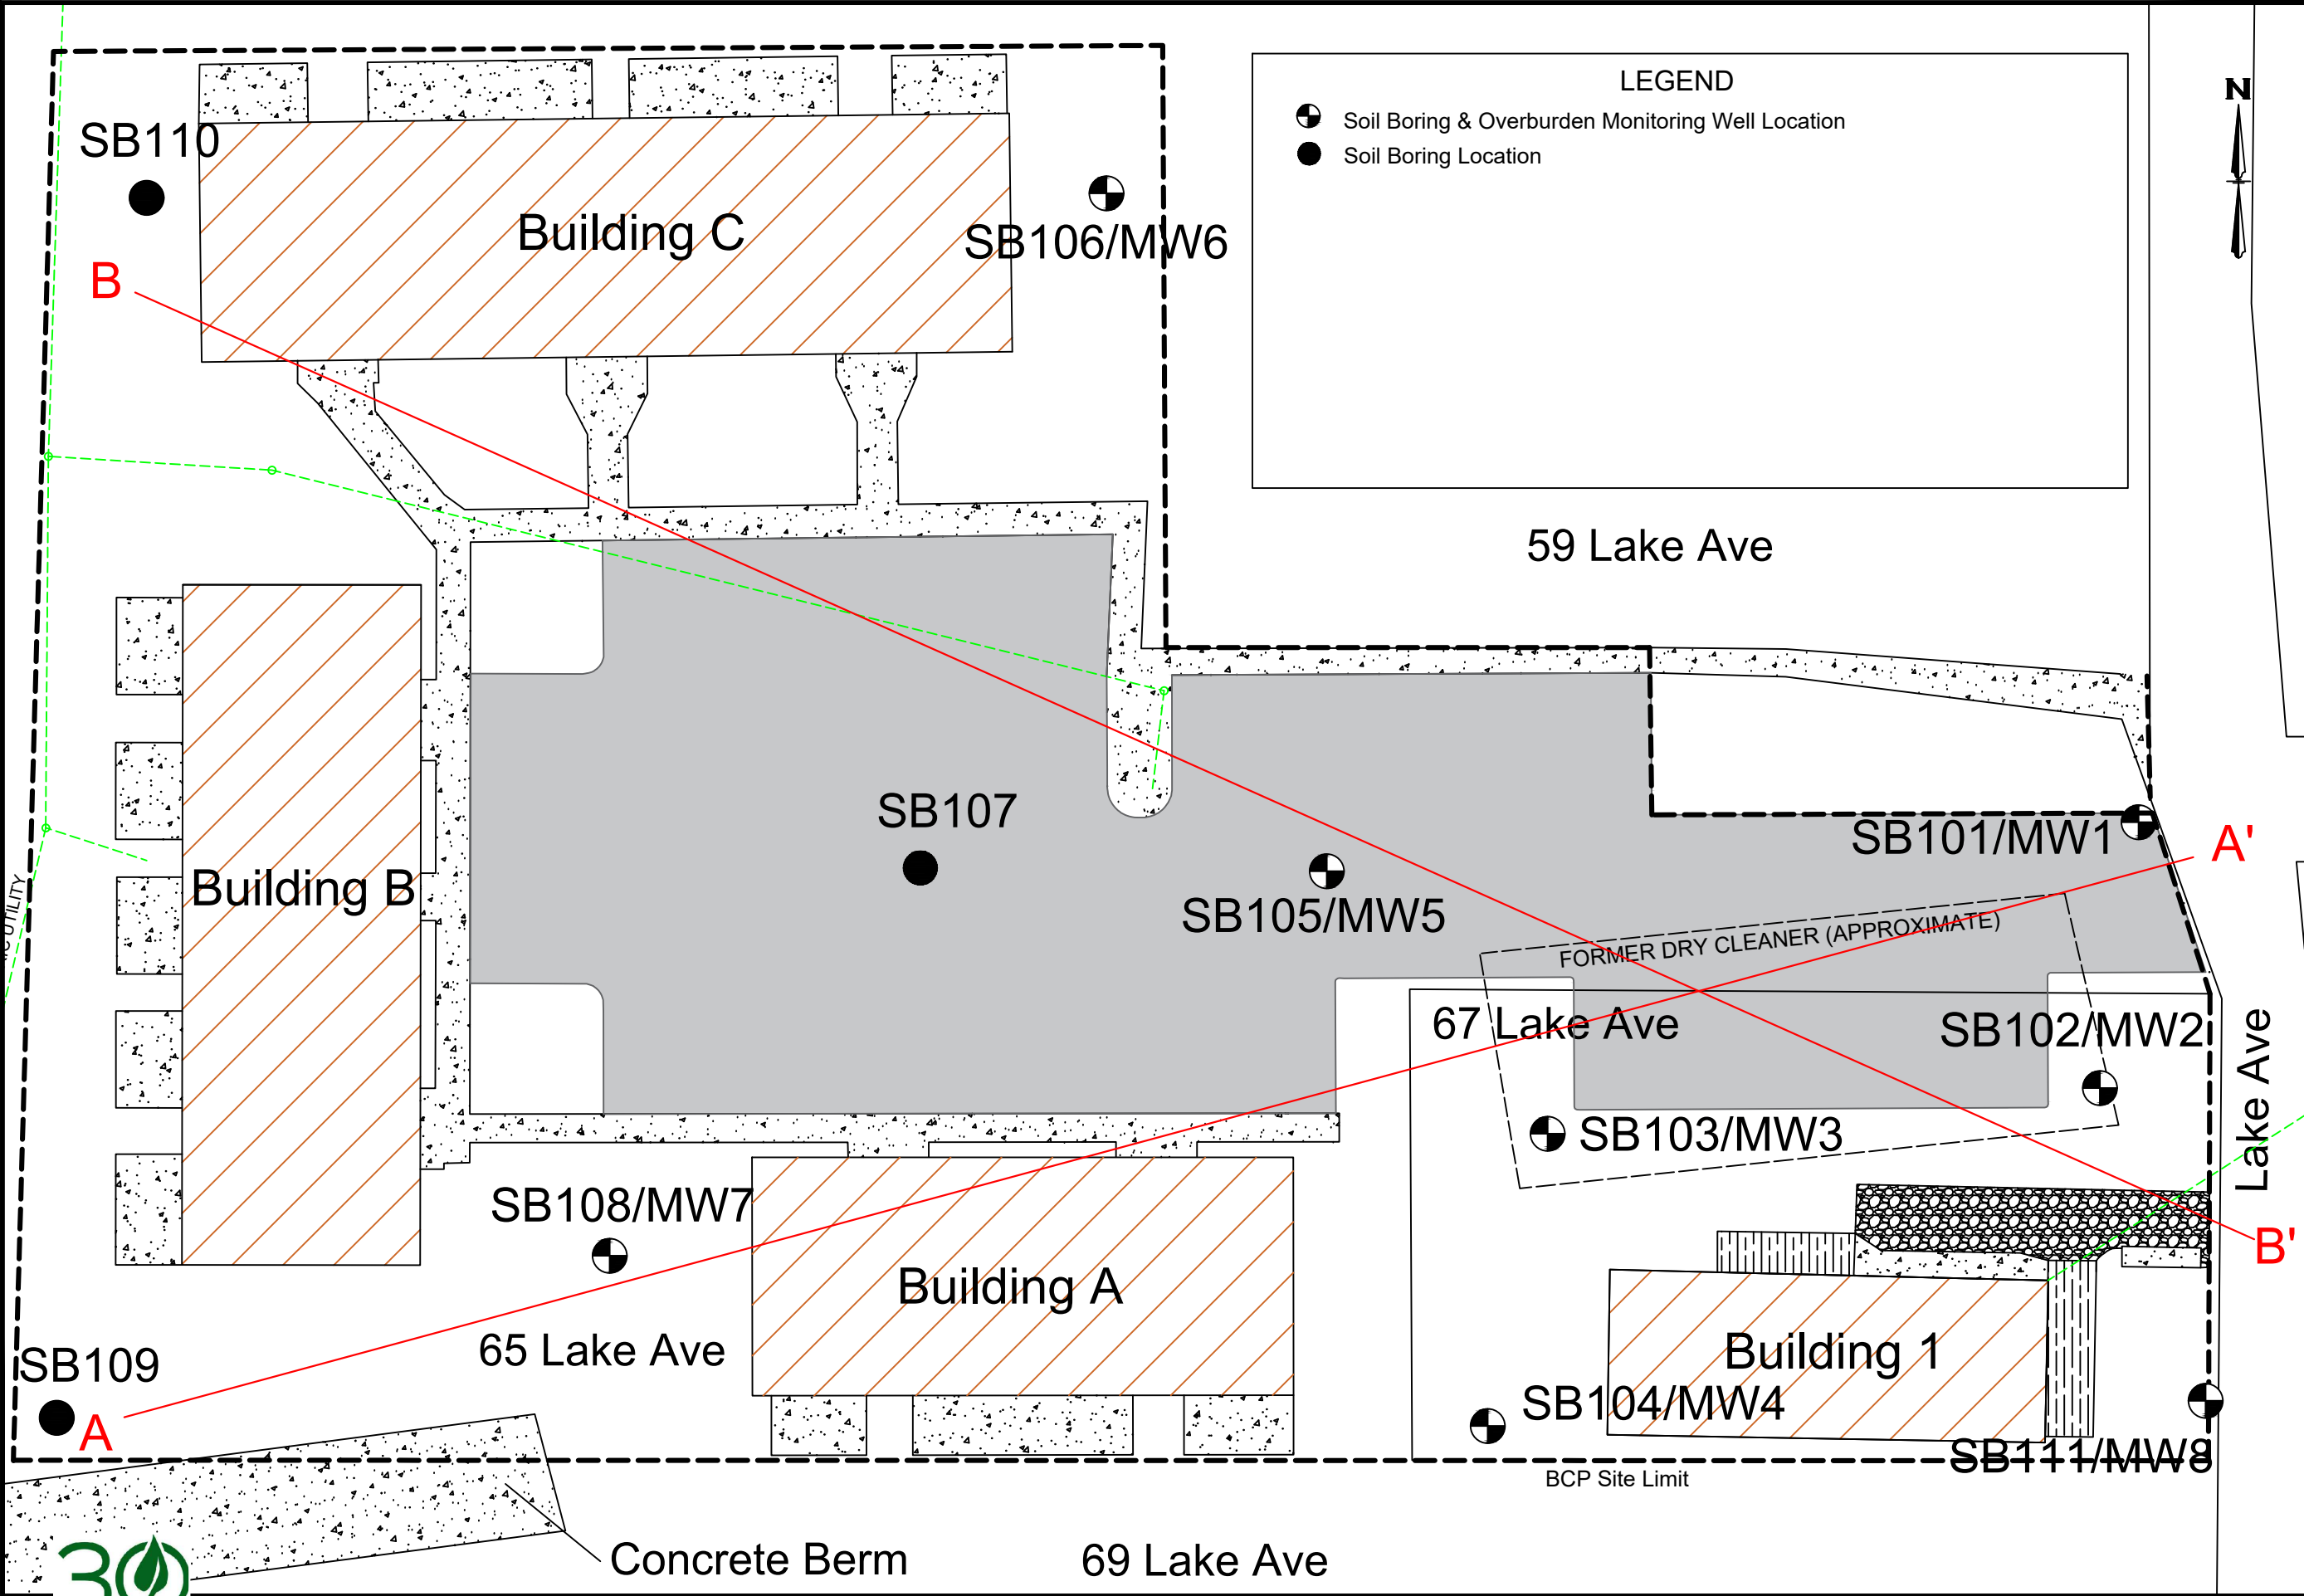 LEGEND
Soil Boring & Overburden Monitoring Well Location
Soil Boring Location
N
SB110
Building C
SB106/MW6
B
59 Lake Ave
SB107
SB101/MW1
A'
Building B
SB105/MW5
FORMER DRY CLEANER (APPROXIMATE)
UTILITY
67 Lake Ave
SB102/MW2
Lake Ave
SB103/MW3
SB108/MW7
B'
Building A
65 Lake Ave
Building 1
SB109
SB104/MW4
A
SB111/MW8
BCP Site Limit
Concrete Berm
69 Lake Ave